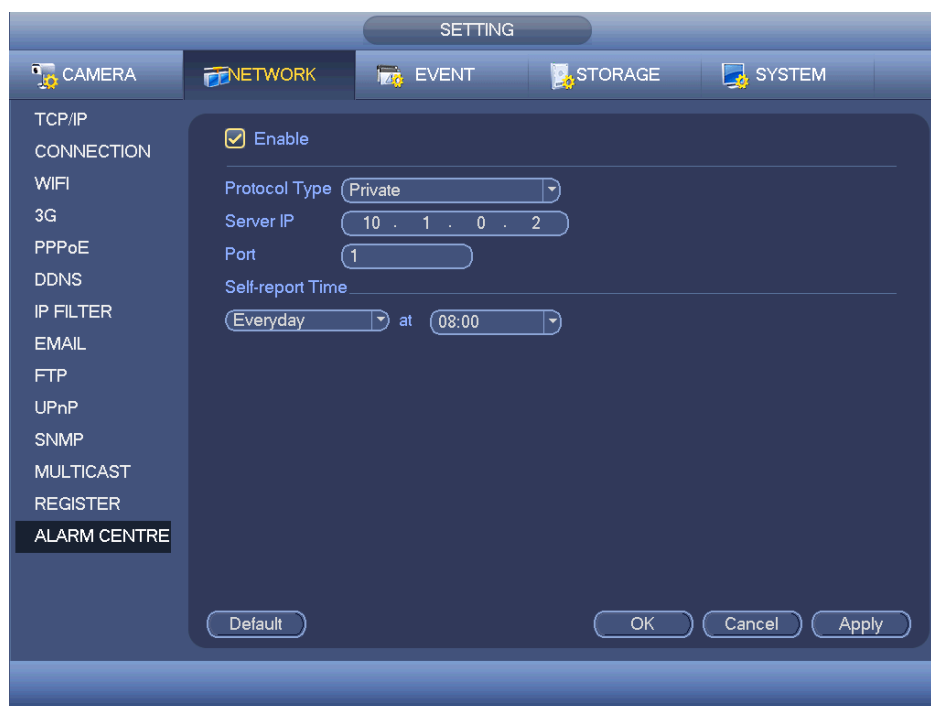 SETTING
CAMERA
NETWORK
EVENT
STORAGE
SYSTEM
TCP/IP
CONNECTION
WIFI
3G
PPPoE
DDNS
IP FILTER
EMAIL
FTP
UPnP
SNMP
MULTICAST
REGISTER
ALARM CENTRE
Enable
Protocol Type Private
Server IP 10 . 1 . 0 . 2
Port 1
Self-report Time
Everyday at 08:00
Default OK Cancel Apply